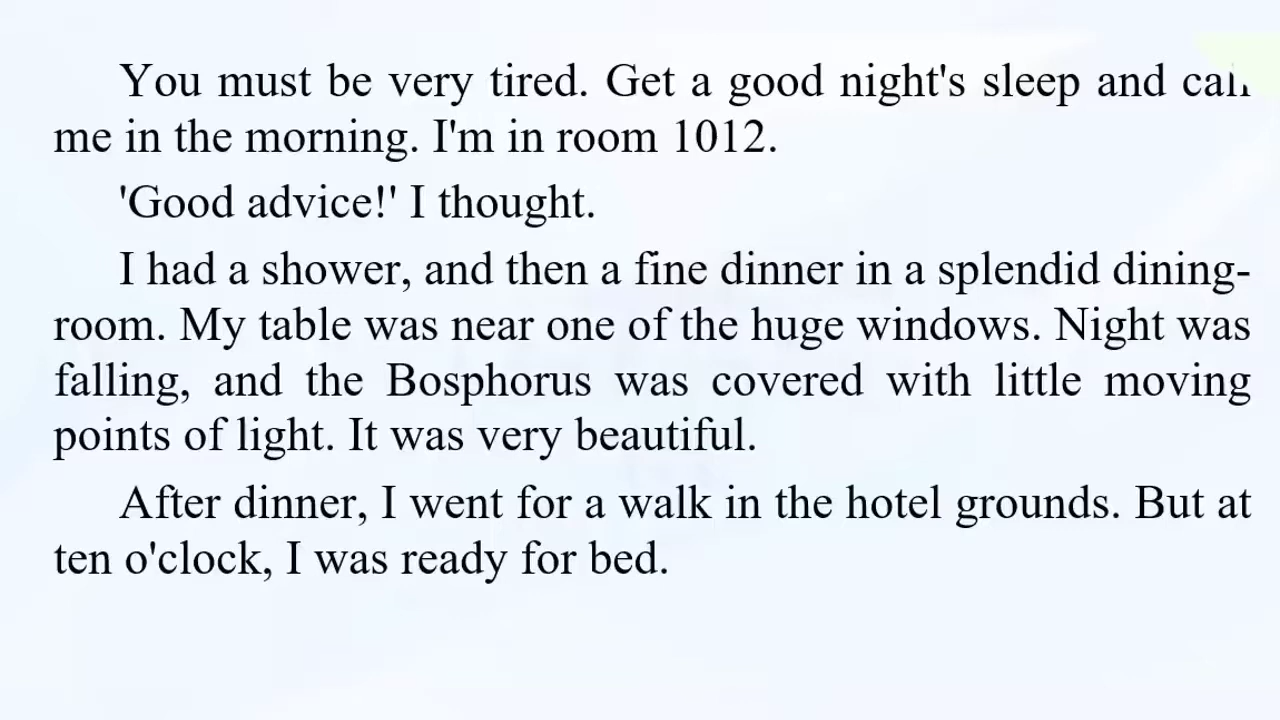 You must be very tired. Get a good night's sleep and call
me in the morning. I'm in room 1012.
'Good advice!' I thought.
I had a shower, and then a fine dinner in a splendid dining-
room. My table was near one of the huge windows. Night was
falling, and the Bosphorus was covered with little moving
points of light. It was very beautiful.
After dinner, I went for a walk in the hotel grounds. But at
ten o'clock, I was ready for bed.